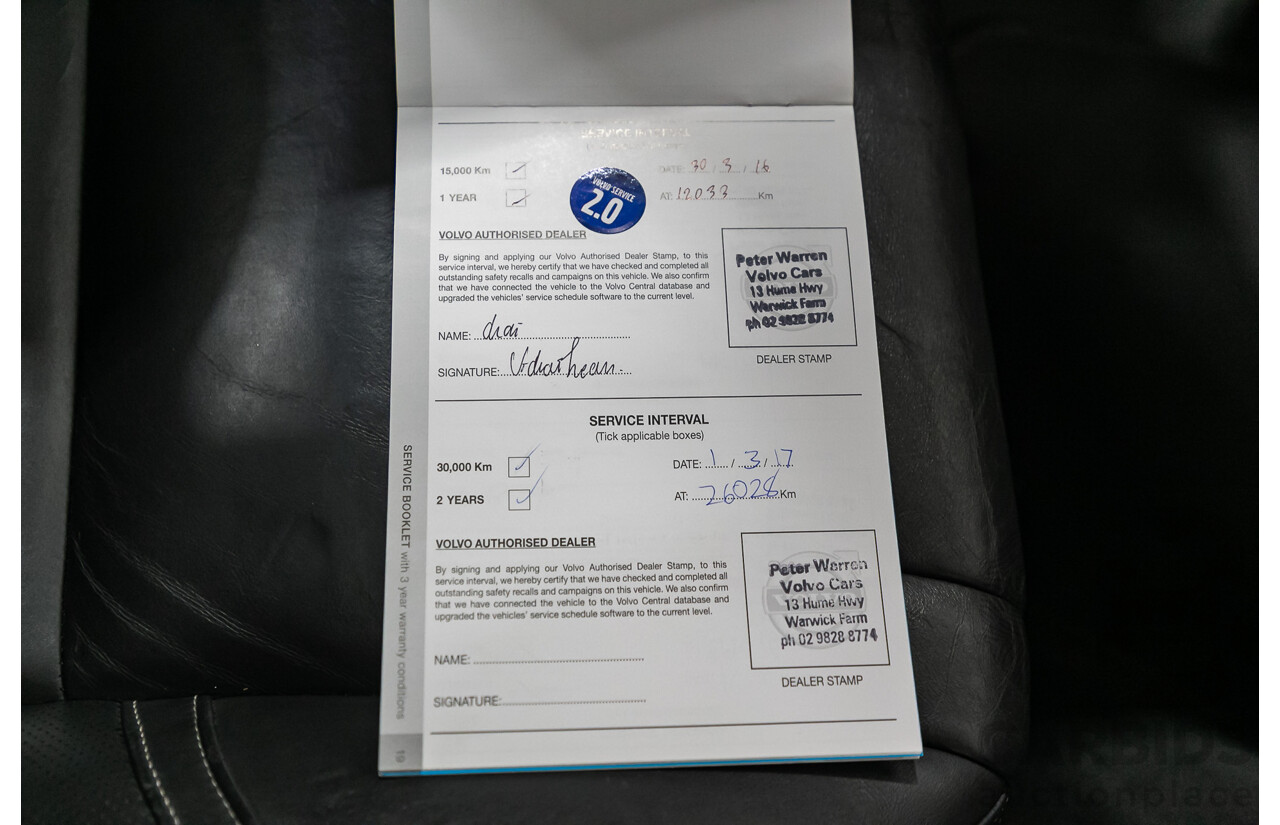 SERVICE INTERVAL
15,000 Km
DATE: 30 / 3 / 16
1 YEAR
AT: 12033 Km
VOLVO SERVICE
2.0
VOLVO AUTHORISED DEALER
By signing and applying our Volvo Authorised Dealer Stamp, to this
service interval, we hereby certify that we have checked and completed all
outstanding safety recalls and campaigns on this vehicle. We also confirm
that we have connected the vehicle to the Volvo Central database and
upgraded the vehicles' service schedule software to the current level.
Peter Warren
Volvo Cars
13 Hume Hwy
Warwick Farm
ph 02 9828 8774
DEALER STAMP
NAME:
SIGNATURE:
SERVICE INTERVAL
(Tick applicable boxes)
30,000 Km
DATE: 1 / 3 / 17
2 YEARS
AT: 26028 Km
VOLVO AUTHORISED DEALER
By signing and applying our Volvo Authorised Dealer Stamp, to this
service interval, we hereby certify that we have checked and completed all
outstanding safety recalls and campaigns on this vehicle. We also confirm
that we have connected the vehicle to the Volvo Central database and
upgraded the vehicles' service schedule software to the current level.
Peter Warren
Volvo Cars
13 Hume Hwy
Warwick Farm
ph 02 9828 8774
DEALER STAMP
NAME:
SIGNATURE:
SERVICE BOOKLET with 3 year warranty conditions
19